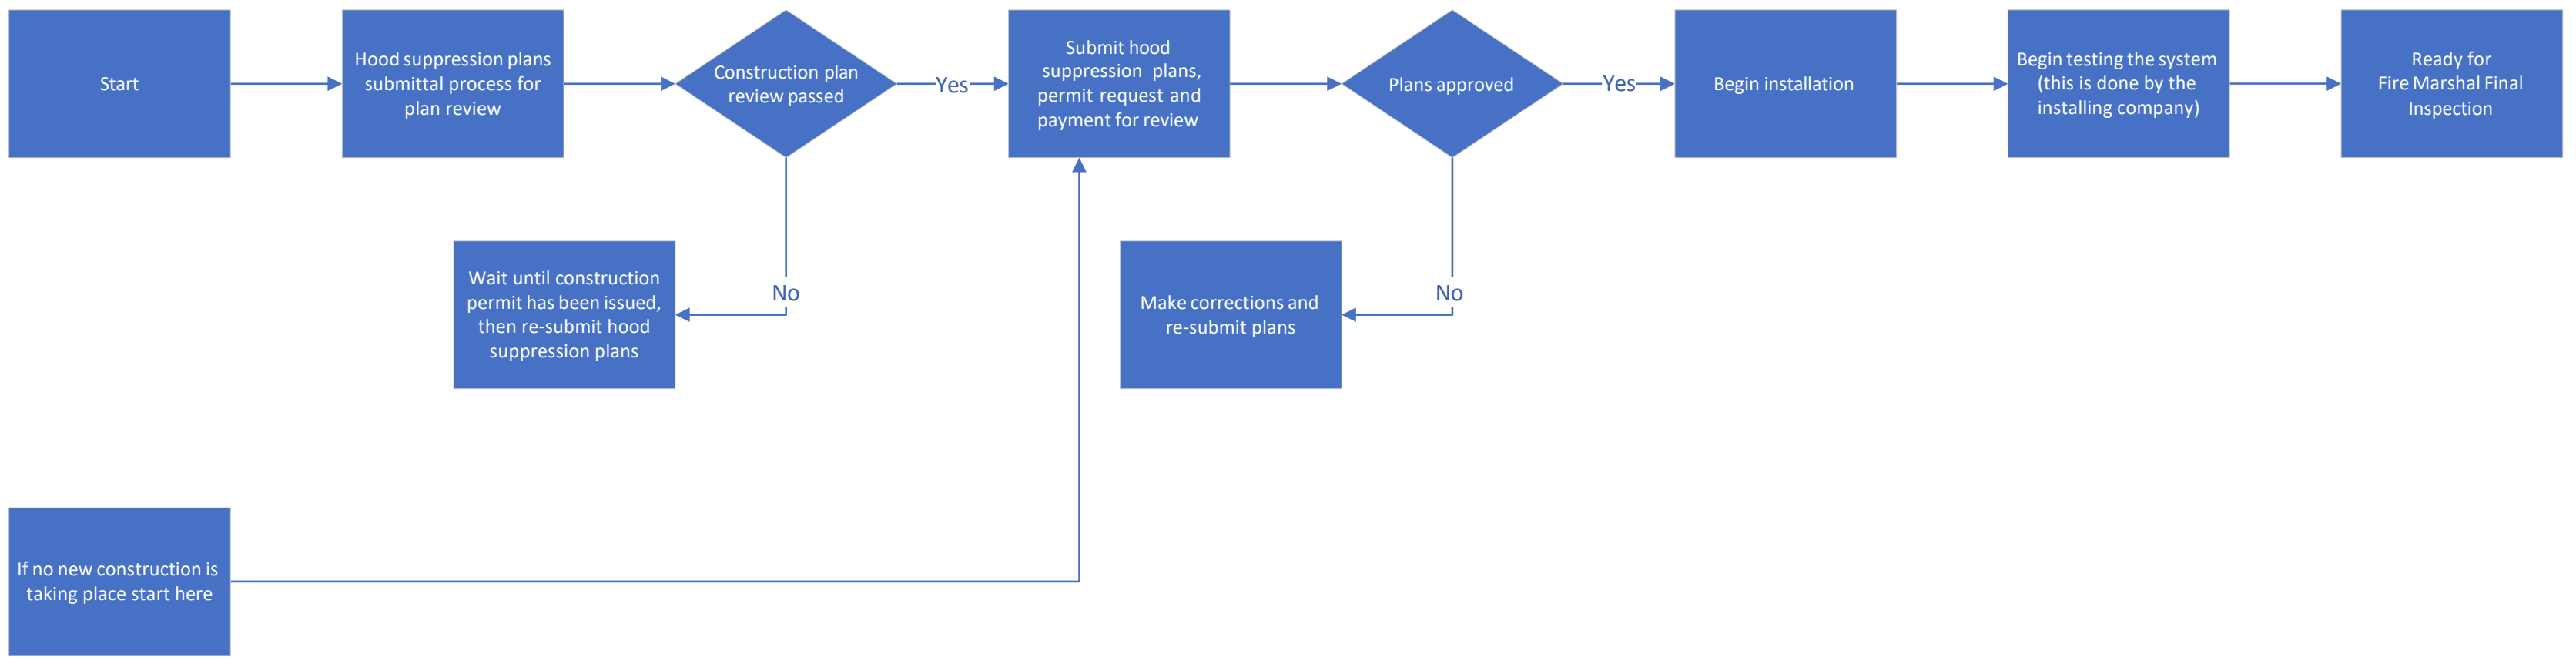 Start
Hood suppression plans
submittal process for
plan review
Construction plan
review passed
Yes
Submit hood
suppression plans,
permit request and
payment for review
Plans approved
Yes
Begin installation
Begin testing the system
(this is done by the
installing company)
Ready for
Fire Marshal Final
Inspection
Wait until construction
permit has been issued,
then re-submit hood
suppression plans
No
Make corrections and
re-submit plans
No
If no new construction is
taking place start here